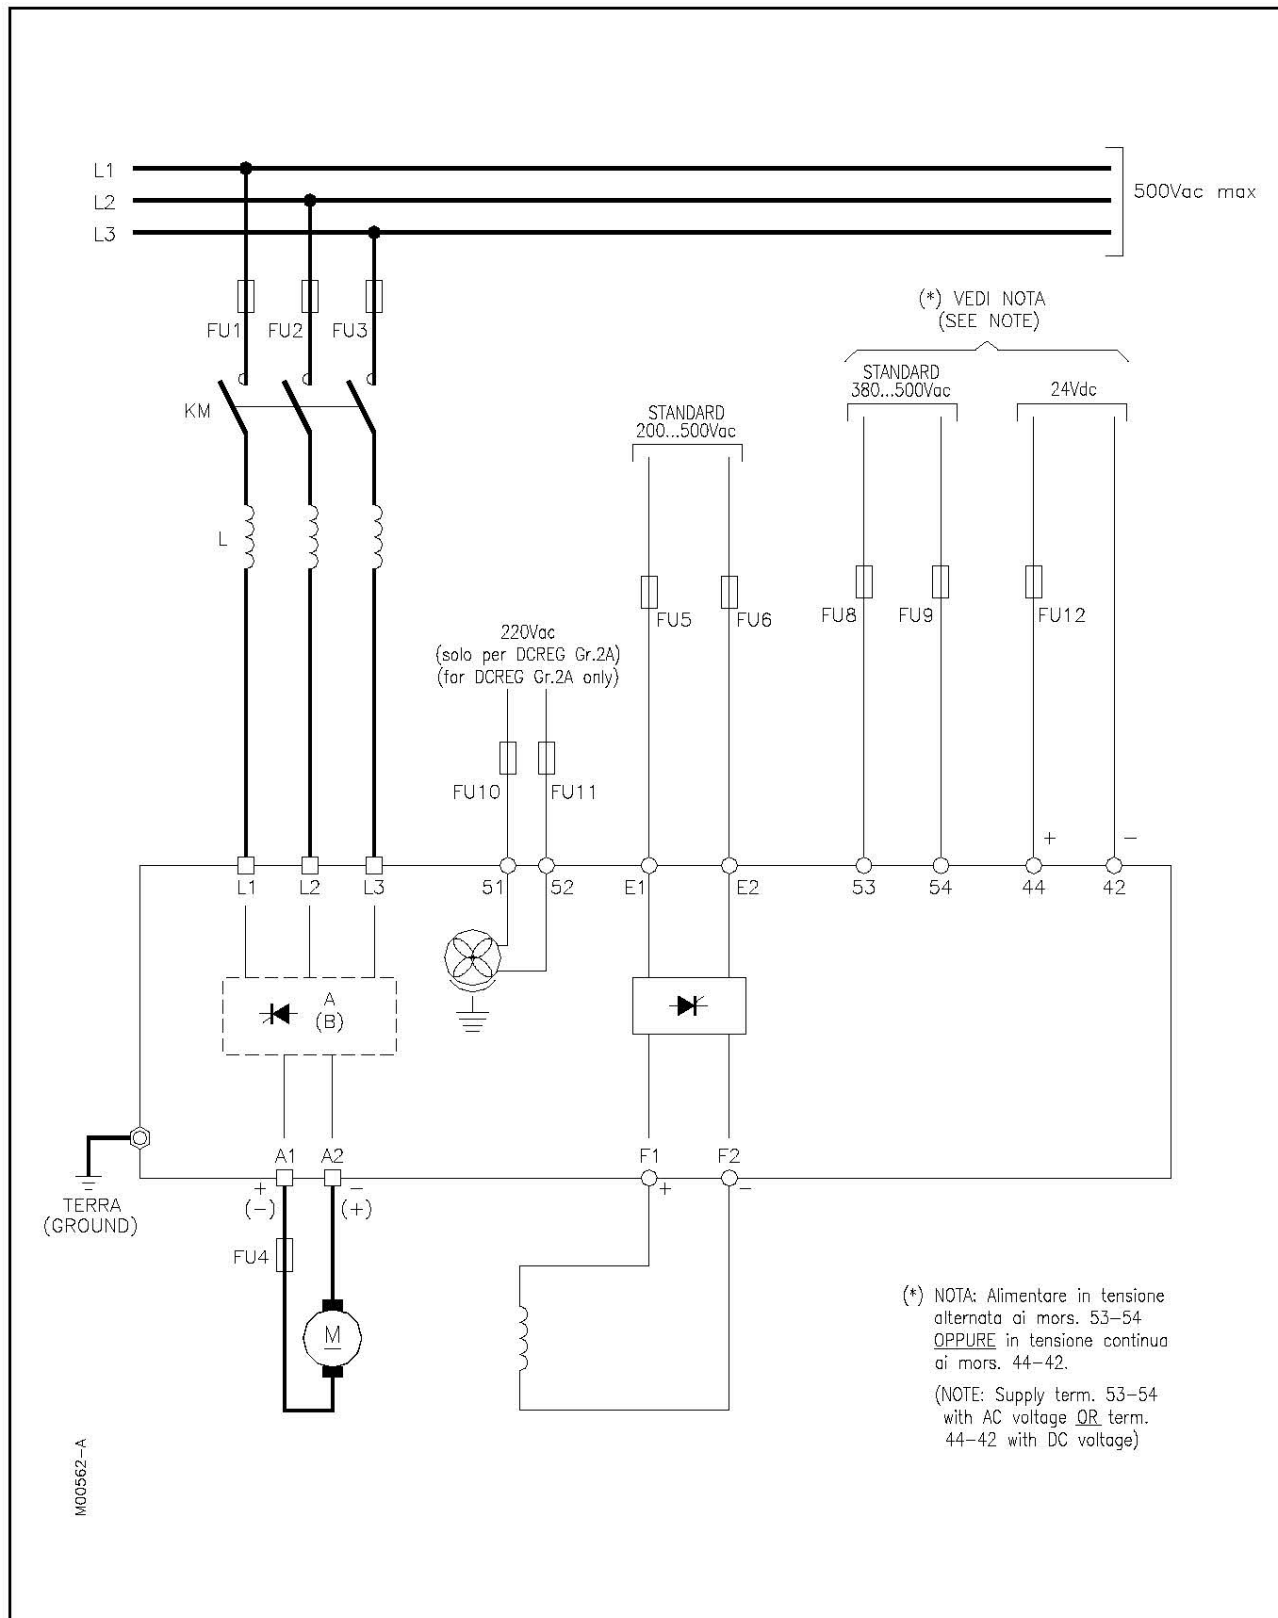 L1
L2
L3
500Vac max
(*) VEDI NOTA
(SEE NOTE)
FU1
FU2
FU3
STANDARD
380...500Vac
24Vdc
KM
STANDARD
200...500Vac
L
FU5
FU6
FU8
FU9
FU12
220Vac
(solo per DCREG Gr.2A)
(for DCREG Gr.2A only)
FU10
FU11
+
–
L1
L2
L3
51
52
E1
E2
53
54
44
42
A
(B)
A1
A2
F1
F2
+
–
+
–
(–)
(+)
TERRA
(GROUND)
FU4
M
(*) NOTA: Alimentare in tensione
alternata ai mors. 53–54
OPPURE in tensione continua
ai mors. 44–42.
(NOTE: Supply term. 53–54
with AC voltage OR term.
44–42 with DC voltage)
M00562–A